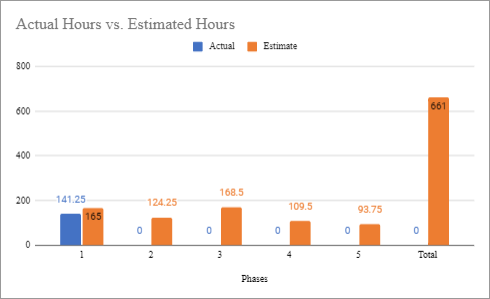 Actual Hours vs. Estimated Hours
Actual Estimate
800
600
400
200
0
141.25 165
0 124.25
0 168.5
0 109.5
0 93.75
0 661
1 2 3 4 5 Total
Phases